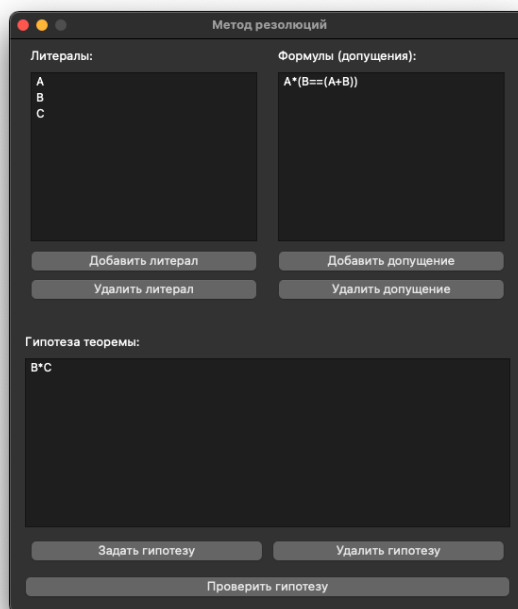 Метод резолюций
Литералы:
A
B
C
Добавить литерал
Удалить литерал
Формулы (допущения):
A*(B==(A+B))
Добавить допущение
Удалить допущение
Гипотеза теоремы:
B*C
Задать гипотезу
Удалить гипотезу
Проверить гипотезу